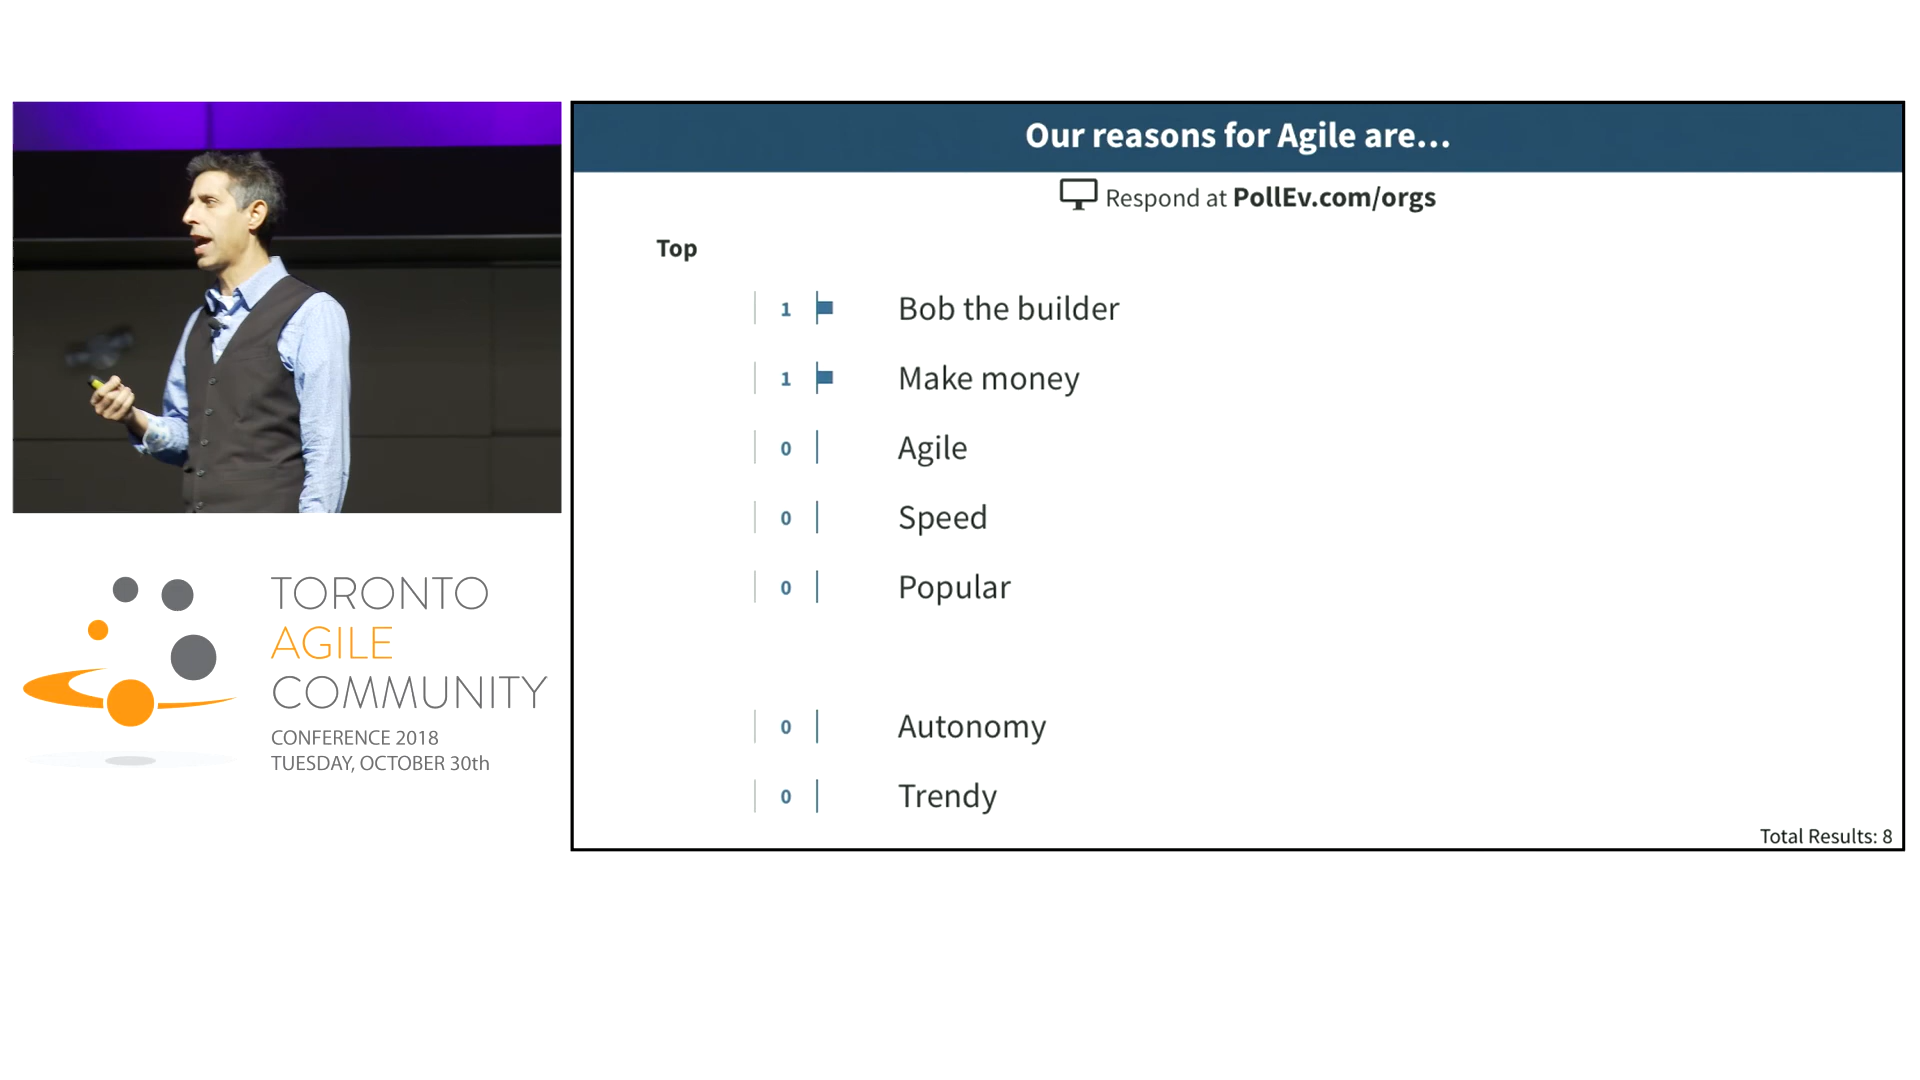 Our reasons for Agile are...
Respond at PollEv.com/orgs
Top
1 Bob the builder
1 Make money
0 Agile
0 Speed
0 Popular
0 Autonomy
0 Trendy
Total Results: 8
TORONTO
AGILE
COMMUNITY
CONFERENCE 2018
TUESDAY, OCTOBER 30th